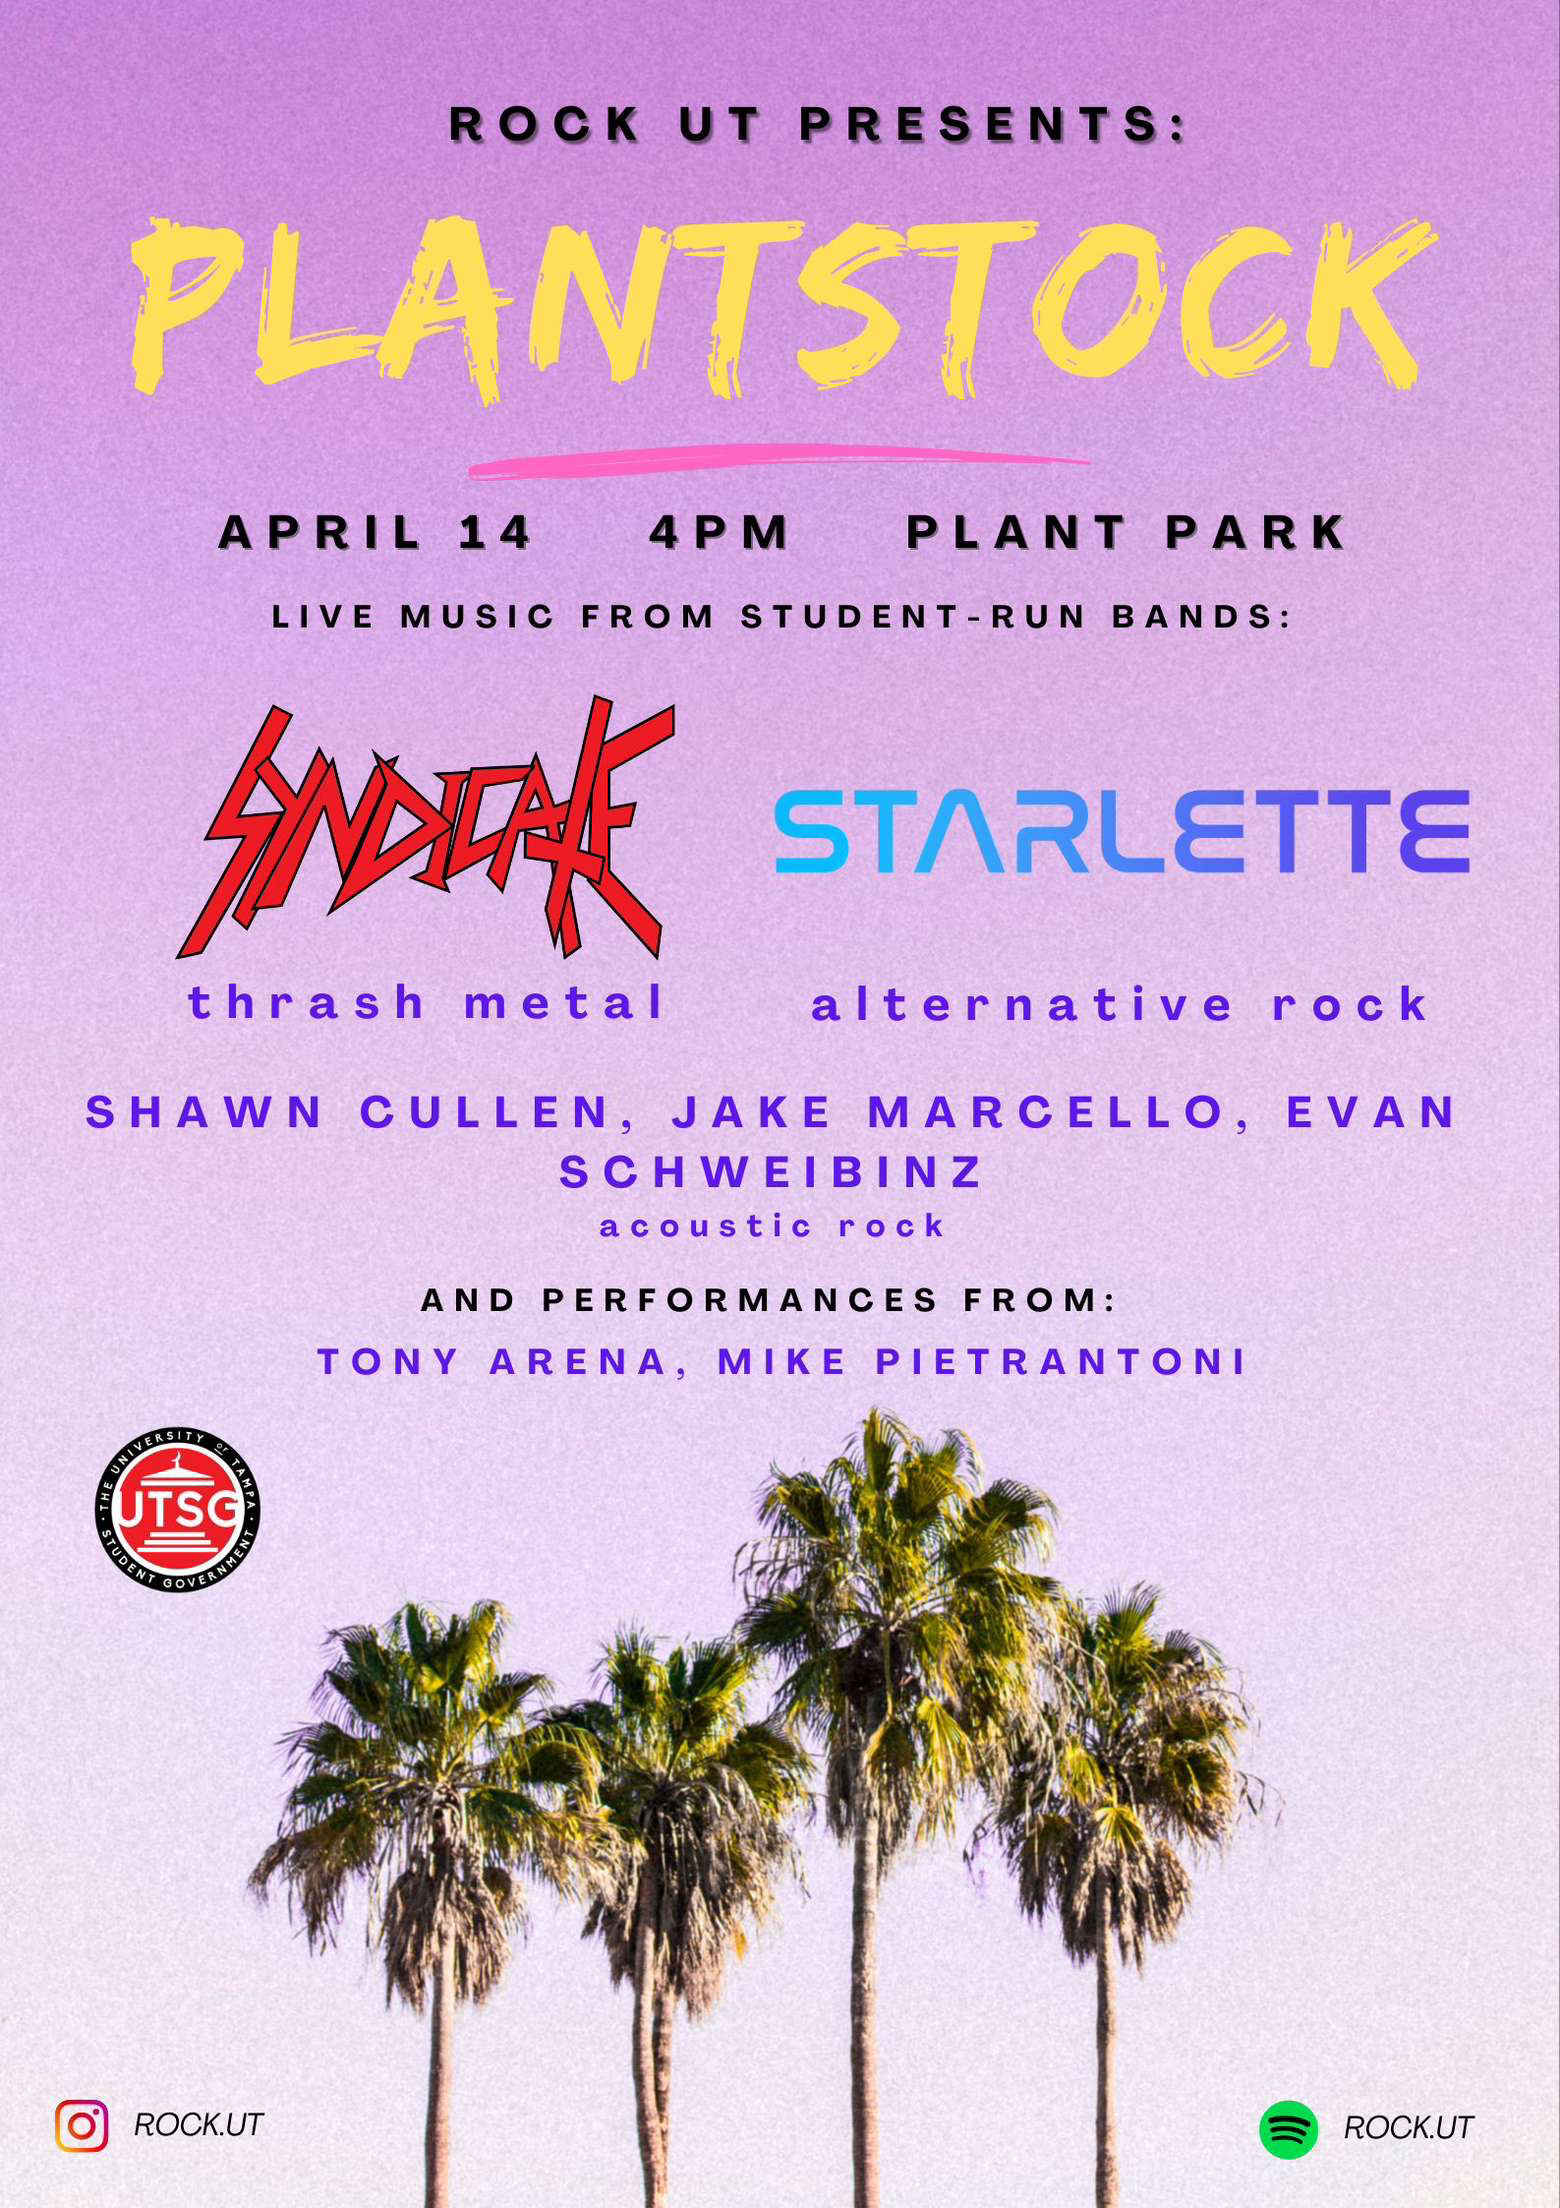 ROCK UT PRESENTS:
PLANTSTOCK
APRIL 14 4PM PLANT PARK
LIVE MUSIC FROM STUDENT-RUN BANDS:
SYNDICATE STARLETTE
thrash metal alternative rock
SHAWN CULLEN, JAKE MARCELLO, EVAN
SCHWEIBINZ
acoustic rock
AND PERFORMANCES FROM:
TONY ARENA, MIKE PIETRANTONI
THE UNIVERSITY OF TAMPA
UTSG
STUDENT GOVERNMENT
ROCK.UT ROCK.UT